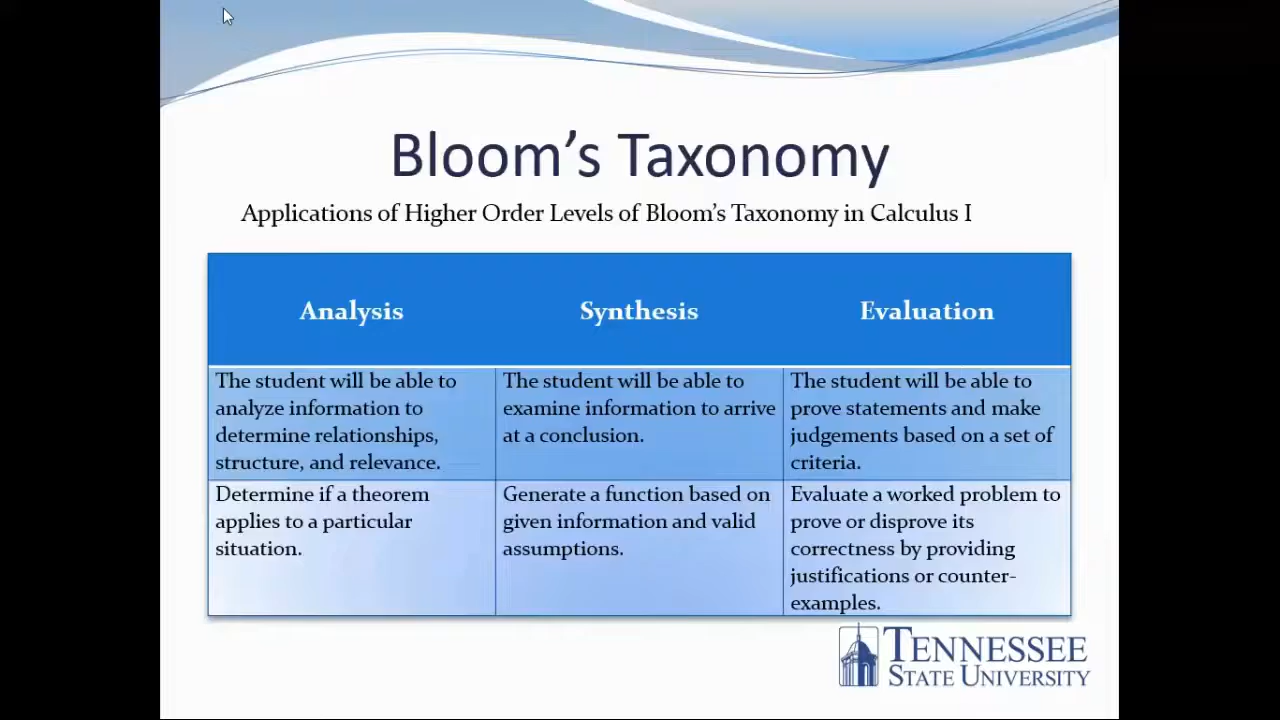 Bloom’s Taxonomy
Applications of Higher Order Levels of Bloom’s Taxonomy in Calculus I
Analysis
Synthesis
Evaluation
The student will be able to
analyze information to
determine relationships,
structure, and relevance.
The student will be able to
examine information to arrive
at a conclusion.
The student will be able to
prove statements and make
judgements based on a set of
criteria.
Determine if a theorem
applies to a particular
situation.
Generate a function based on
given information and valid
assumptions.
Evaluate a worked problem to
prove or disprove its
correctness by providing
justifications or counter-
examples.
TENNESSEE
STATE UNIVERSITY